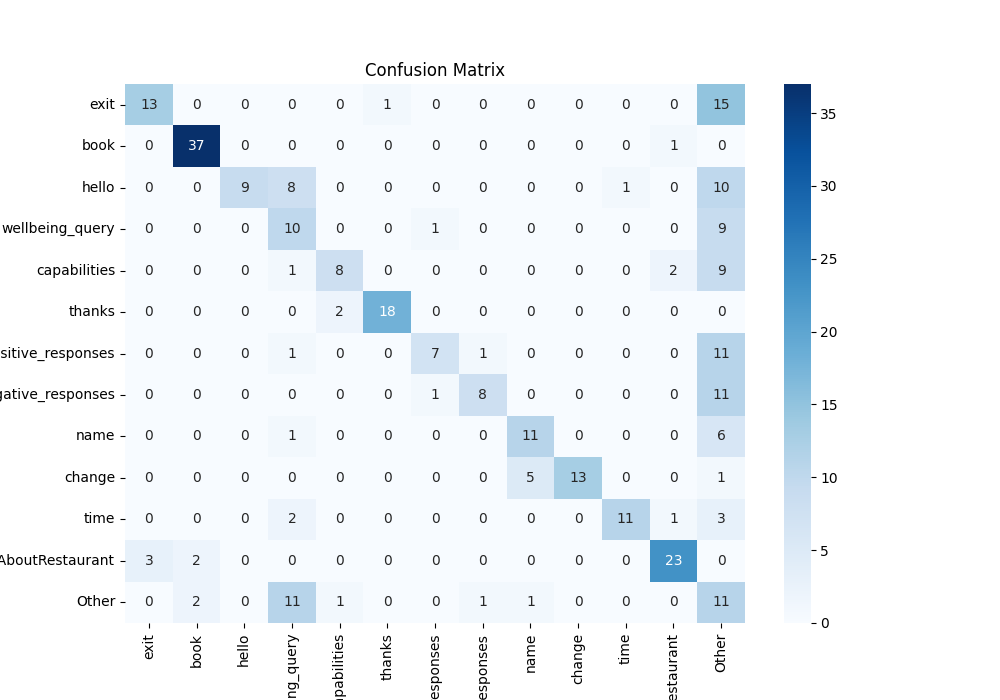 Confusion Matrix
exit 13 0 0 0 0 1 0 0 0 0 0 0 15
book 0 37 0 0 0 0 0 0 0 0 0 1 0
hello 0 0 9 8 0 0 0 0 0 0 1 0 10
wellbeing_query 0 0 0 10 0 0 1 0 0 0 0 0 9
capabilities 0 0 0 1 8 0 0 0 0 0 0 2 9
thanks 0 0 0 0 2 18 0 0 0 0 0 0 0
sitive_responses 0 0 0 1 0 0 7 1 0 0 0 0 11
gative_responses 0 0 0 0 0 0 1 8 0 0 0 0 11
name 0 0 0 1 0 0 0 0 11 0 0 0 6
change 0 0 0 0 0 0 0 0 5 13 0 0 1
time 0 0 0 2 0 0 0 0 0 0 11 1 3
AboutRestaurant 3 2 0 0 0 0 0 0 0 0 0 23 0
Other 0 2 0 11 1 0 0 1 1 0 0 0 11
exit
book
hello
ng_query
pabilities
thanks
esponses
esponses
name
change
time
estaurant
Other
35
30
25
20
15
10
5
0